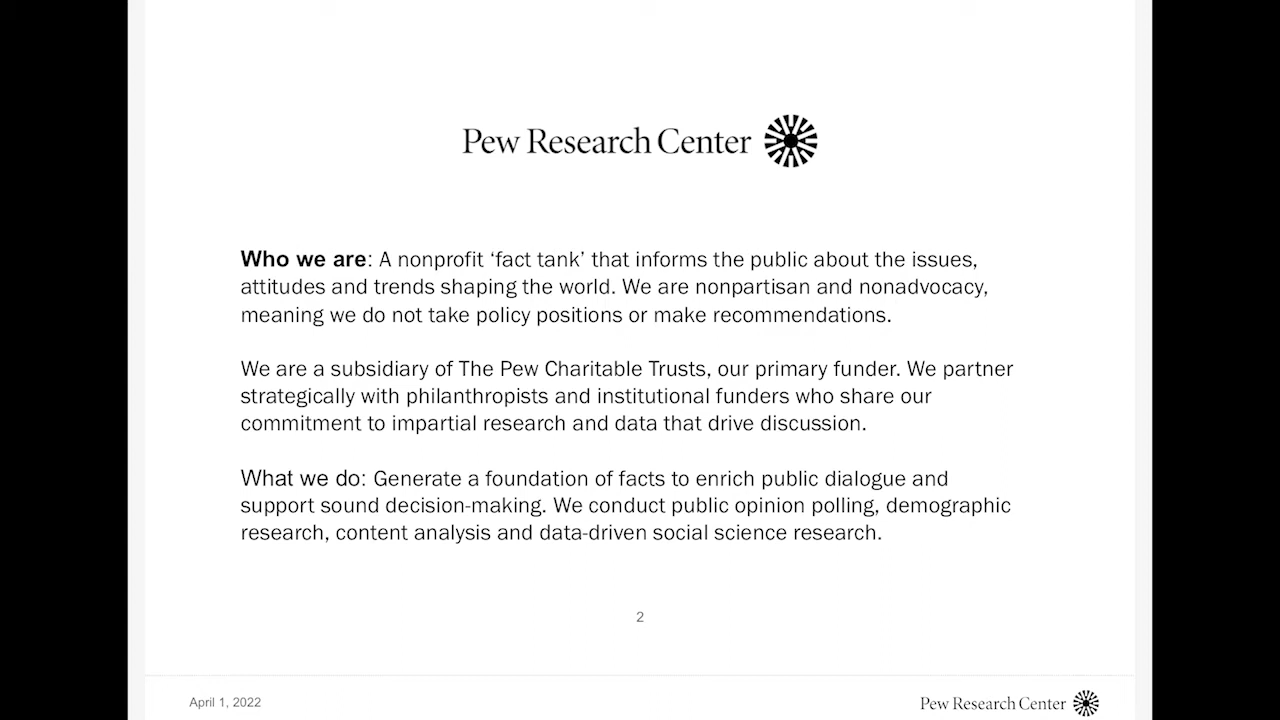 Pew Research Center
Who we are: A nonprofit ‘fact tank’ that informs the public about the issues,
attitudes and trends shaping the world. We are nonpartisan and nonadvocacy,
meaning we do not take policy positions or make recommendations.
We are a subsidiary of The Pew Charitable Trusts, our primary funder. We partner
strategically with philanthropists and institutional funders who share our
commitment to impartial research and data that drive discussion.
What we do: Generate a foundation of facts to enrich public dialogue and
support sound decision-making. We conduct public opinion polling, demographic
research, content analysis and data-driven social science research.
2
April 1, 2022
Pew Research Center